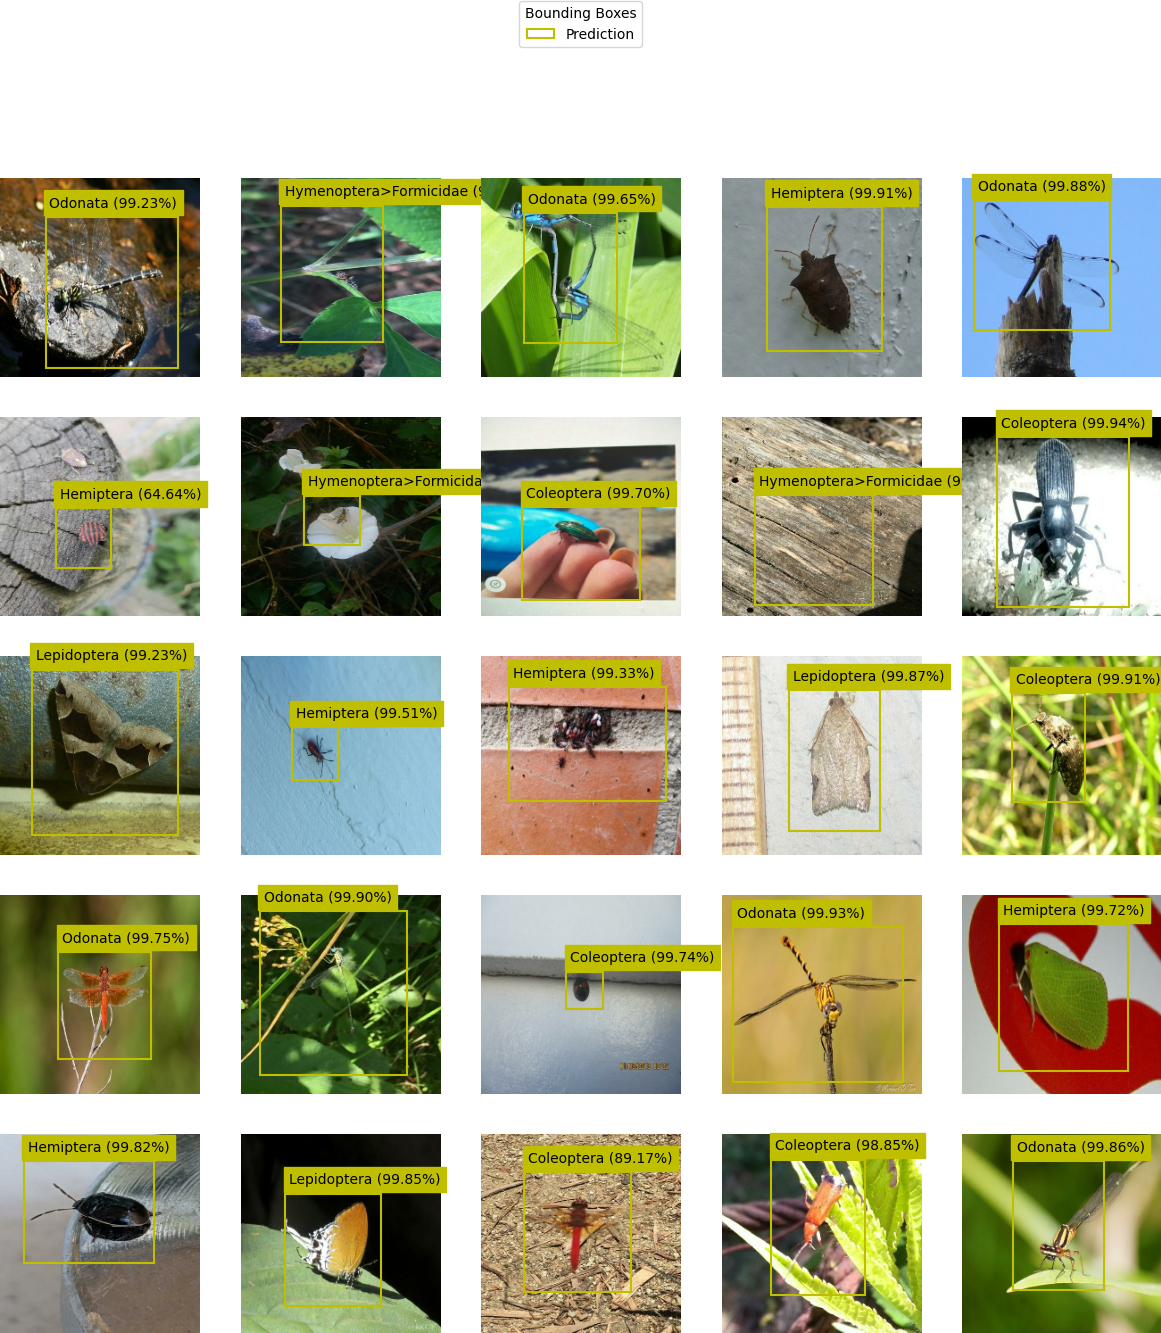 Bounding Boxes
Prediction
Odonata (99.23%)
Hymenoptera>Formicidae (9
Odonata (99.65%)
Hemiptera (99.91%)
Odonata (99.88%)
Hemiptera (64.64%)
Hymenoptera>Formicida
Coleoptera (99.70%)
Hymenoptera>Formicidae (9
Coleoptera (99.94%)
Lepidoptera (99.23%)
Hemiptera (99.51%)
Hemiptera (99.33%)
Lepidoptera (99.87%)
Coleoptera (99.91%)
Odonata (99.75%)
Odonata (99.90%)
Coleoptera (99.74%)
Odonata (99.93%)
Hemiptera (99.72%)
Hemiptera (99.82%)
Lepidoptera (99.85%)
Coleoptera (89.17%)
Coleoptera (98.85%)
Odonata (99.86%)